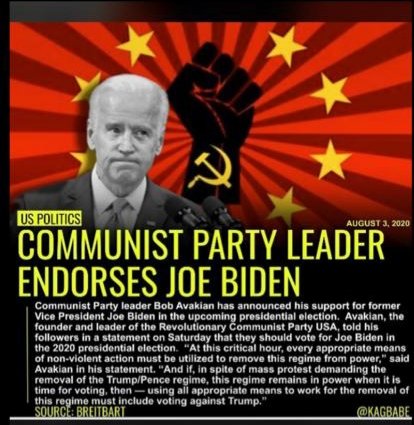 US POLITICS
AUGUST 3, 2020
COMMUNIST PARTY LEADER
ENDORSES JOE BIDEN
Communist Party leader Bob Avakian has announced his support for former
Vice President Joe Biden in the upcoming presidential election. Avakian, the
founder and leader of the Revolutionary Communist Party USA, told his
followers in a statement on Saturday that they should vote for Joe Biden in
the 2020 presidential election. "At this critical hour, every appropriate means
of non-violent action must be utilized to remove this regime from power," said
Avakian in his statement. "And if, in spite of mass protest demanding the
removal of the Trump/Pence regime, this regime remains in power when it is
time for voting, then — using all appropriate means to work for the removal of
this regime must include voting against Trump."
SOURCE: BREITBART
@KAGBABE